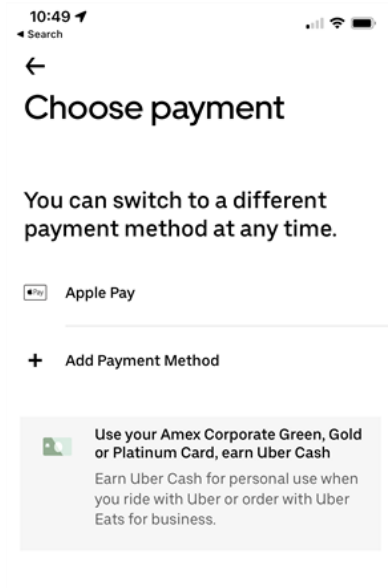 10:49
◀ Search
←
Choose payment
You can switch to a different
payment method at any time.
Pay
Apple Pay
+ Add Payment Method
Use your Amex Corporate Green, Gold
or Platinum Card, earn Uber Cash
Earn Uber Cash for personal use when
you ride with Uber or order with Uber
Eats for business.